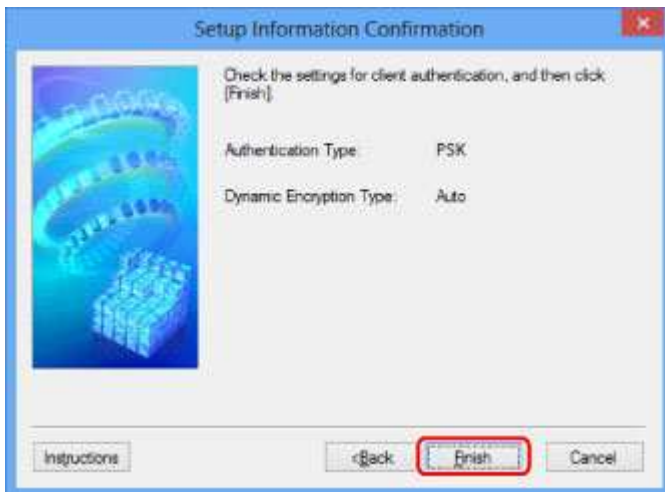 Setup Information Confirmation
Check the settings for client authentication, and then click
[Finish].
Authentication Type: PSK
Dynamic Encryption Type: Auto
Instructions
<Back
Finish
Cancel